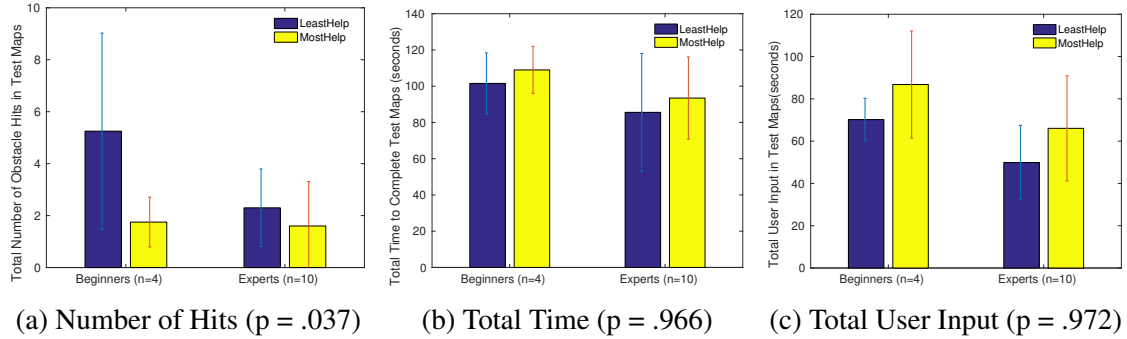 Total Number of Obstacle Hits in Test Maps
10
8
6
4
2
0
LeastHelp
MostHelp
Beginners (n=4)
Experts (n=10)
(a) Number of Hits (p = .037)
Total Time to Complete Test Maps (seconds)
140
120
100
80
60
40
20
0
LeastHelp
MostHelp
Beginners (n=4)
Experts (n=10)
(b) Total Time (p = .966)
Total User Input in Test Maps(seconds)
120
100
80
60
40
20
0
LeastHelp
MostHelp
Beginners (n=4)
Experts (n=10)
(c) Total User Input (p = .972)